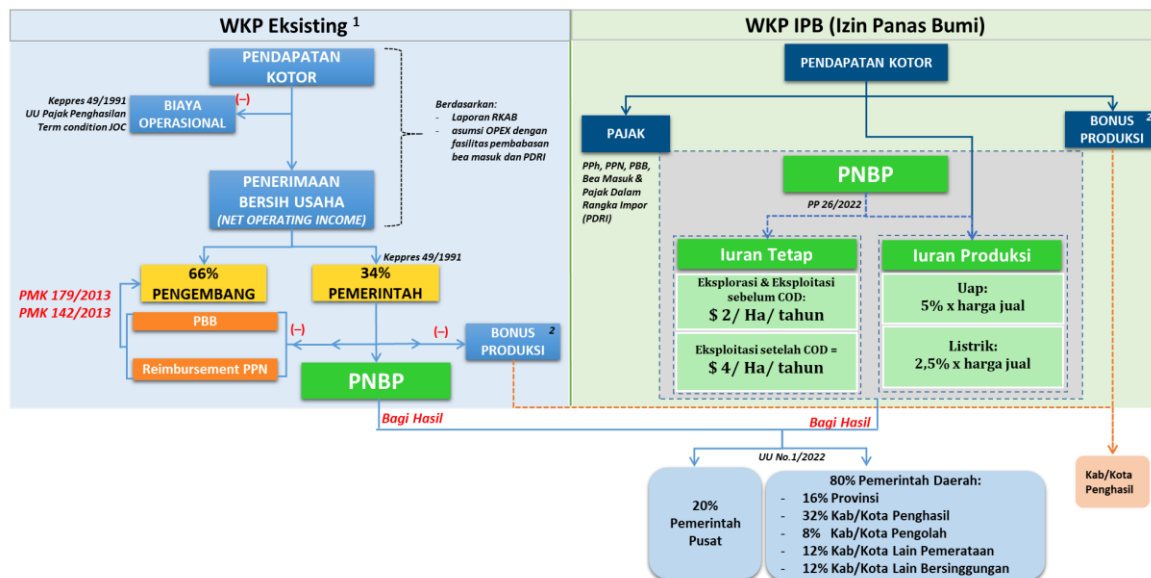 WKP Eksisting 1
PENDAPATAN
KOTOR
Keppres 49/1991
UU Pajak Penghasilan
Term condition JOC
(–)
BIAYA
OPERASIONAL
Berdasarkan:
- Laporan RKAB
- asumsi OPEX dengan
fasilitas pembabasan
bea masuk dan PDRI
PENERIMAAN
BERSIH USAHA
(NET OPERATING INCOME)
Keppres 49/1991
66%
PENGEMBANG
34%
PEMERINTAH
PMK 179/2013
PMK 142/2013
PBB
Reimbursement PPN
(–)
(–)
BONUS 2
PRODUKSI
PNBP
Bagi Hasil
WKP IPB (Izin Panas Bumi)
PENDAPATAN KOTOR
PAJAK
BONUS 2
PRODUKSI
PPh, PPN, PBB,
Bea Masuk &
Pajak Dalam
Rangka Impor
(PDRI)
PNBP
PP 26/2022
Iuran Tetap
Eksplorasi & Eksploitasi
sebelum COD:
$ 2/ Ha/ tahun
Eksploitasi setelah COD =
$ 4/ Ha/ tahun
Iuran Produksi
Uap:
5% x harga jual
Listrik:
2,5% x harga jual
Bagi Hasil
UU No.1/2022
20%
Pemerintah
Pusat
80% Pemerintah Daerah:
- 16% Provinsi
- 32% Kab/Kota Penghasil
- 8% Kab/Kota Pengolah
- 12% Kab/Kota Lain Pemerataan
- 12% Kab/Kota Lain Bersinggungan
Kab/Kota
Penghasil